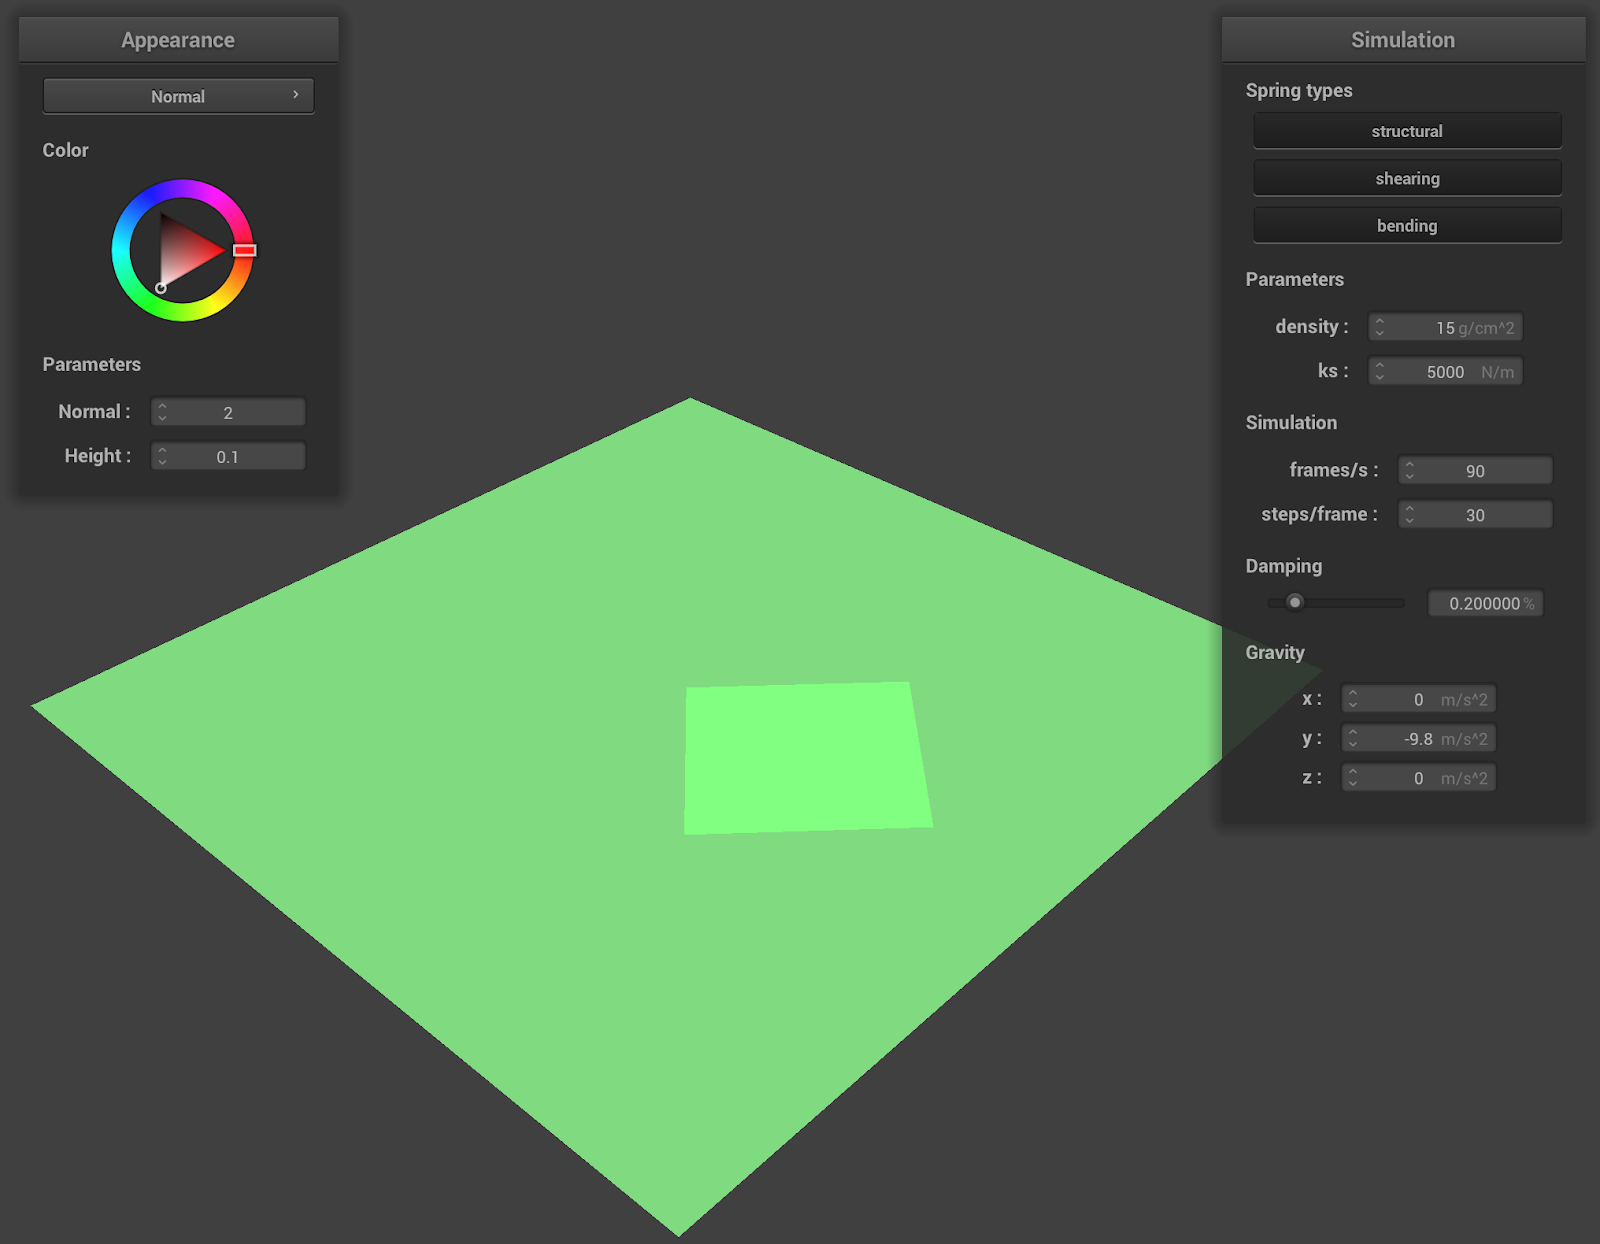 Appearance
Normal
Color
Parameters
Normal : 2
Height : 0.1
Simulation
Spring types
structural
shearing
bending
Parameters
density : 15 g/cm^2
ks : 5000 N/m
Simulation
frames/s : 90
steps/frame : 30
Damping
0.200000 %
Gravity
x : 0 m/s^2
y : -9.8 m/s^2
z : 0 m/s^2